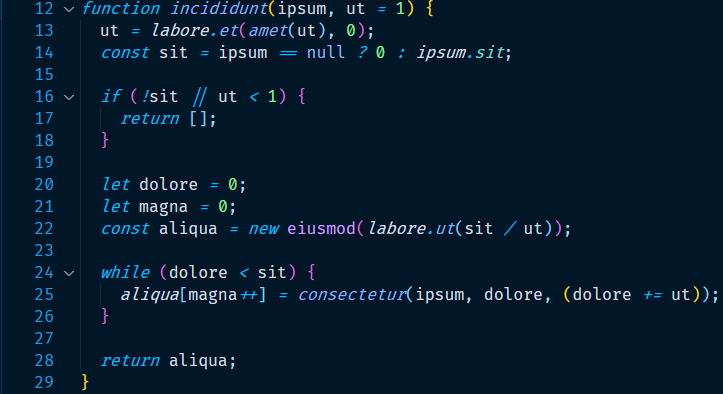 12 function incididunt(ipsum, ut = 1) {
13   ut = labore.et(amet(ut), 0);
14   const sit = ipsum == null ? 0 : ipsum.sit;
15
16   if (!sit || ut < 1) {
17     return [];
18   }
19
20   let dolore = 0;
21   let magna = 0;
22   const aliqua = new eiusmod(labore.ut(sit / ut));
23
24   while (dolore < sit) {
25     aliqua[magna++] = consectetur(ipsum, dolore, (dolore += ut));
26   }
27
28   return aliqua;
29 }